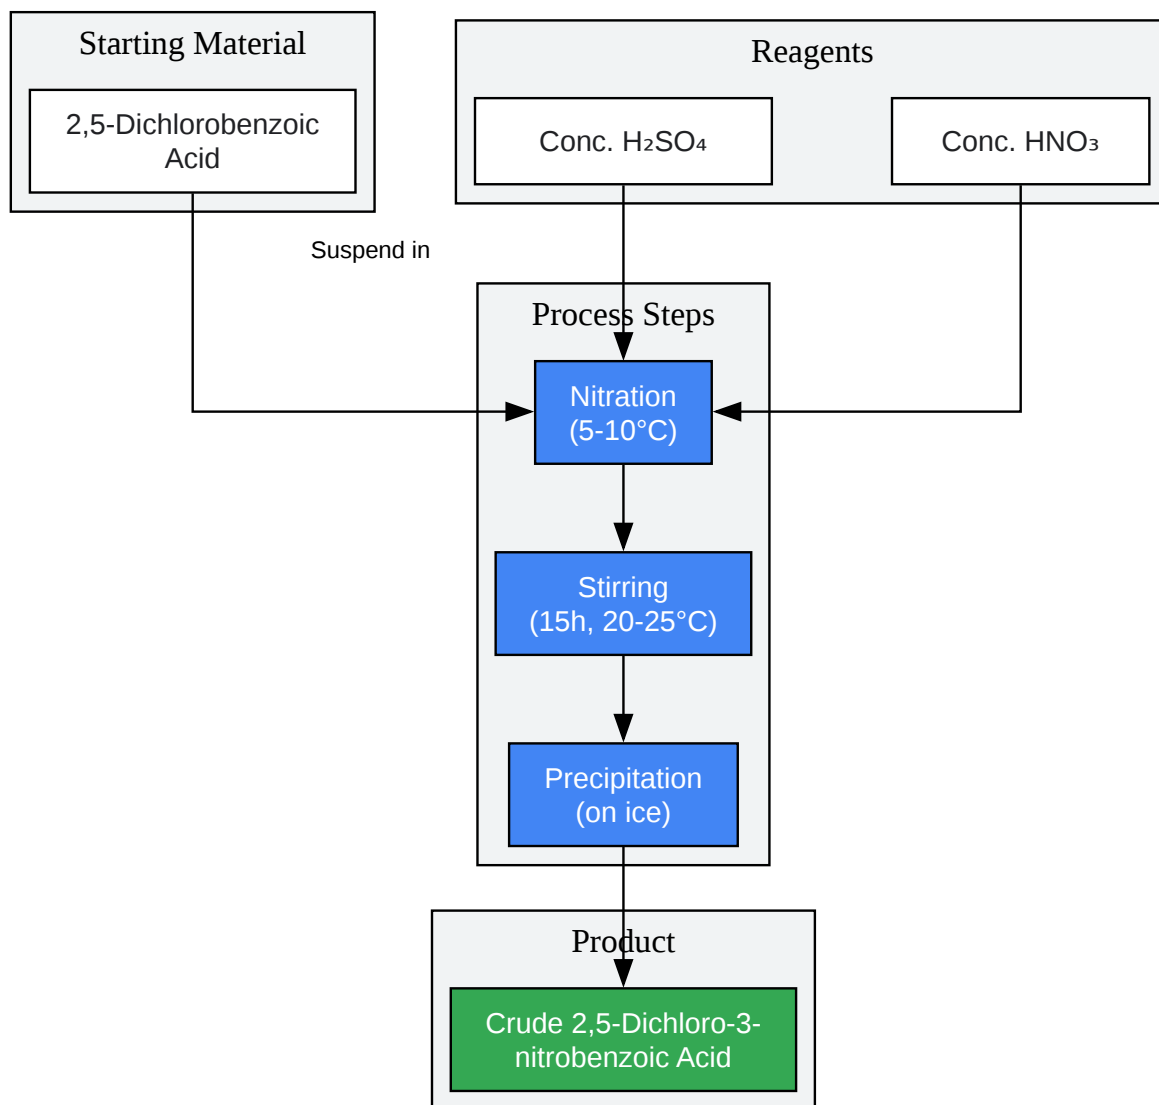 Starting Material
2,5-Dichlorobenzoic
Acid
Reagents
Conc. H₂SO₄
Conc. HNO₃
Suspend in
Process Steps
Nitration
(5-10°C)
Stirring
(15h, 20-25°C)
Precipitation
(on ice)
Product
Crude 2,5-Dichloro-3-
nitrobenzoic Acid